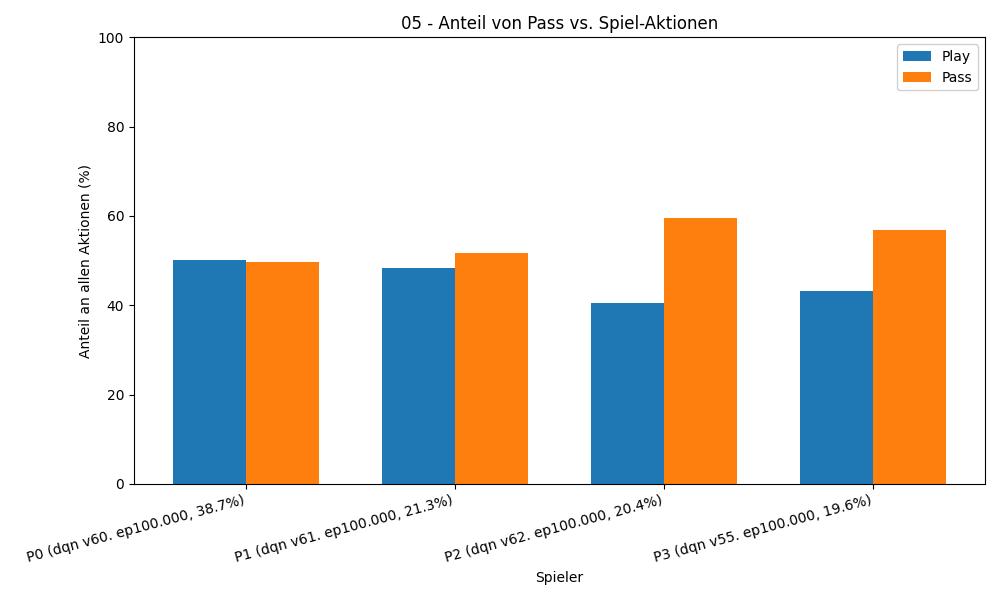 05 - Anteil von Pass vs. Spiel-Aktionen
Play
Pass
Anteil an allen Aktionen (%)
100
80
60
40
20
0
P0 (dqn v60. ep100.000, 38.7%)
P1 (dqn v61. ep100.000, 21.3%)
P2 (dqn v62. ep100.000, 20.4%)
P3 (dqn v55. ep100.000, 19.6%)
Spieler